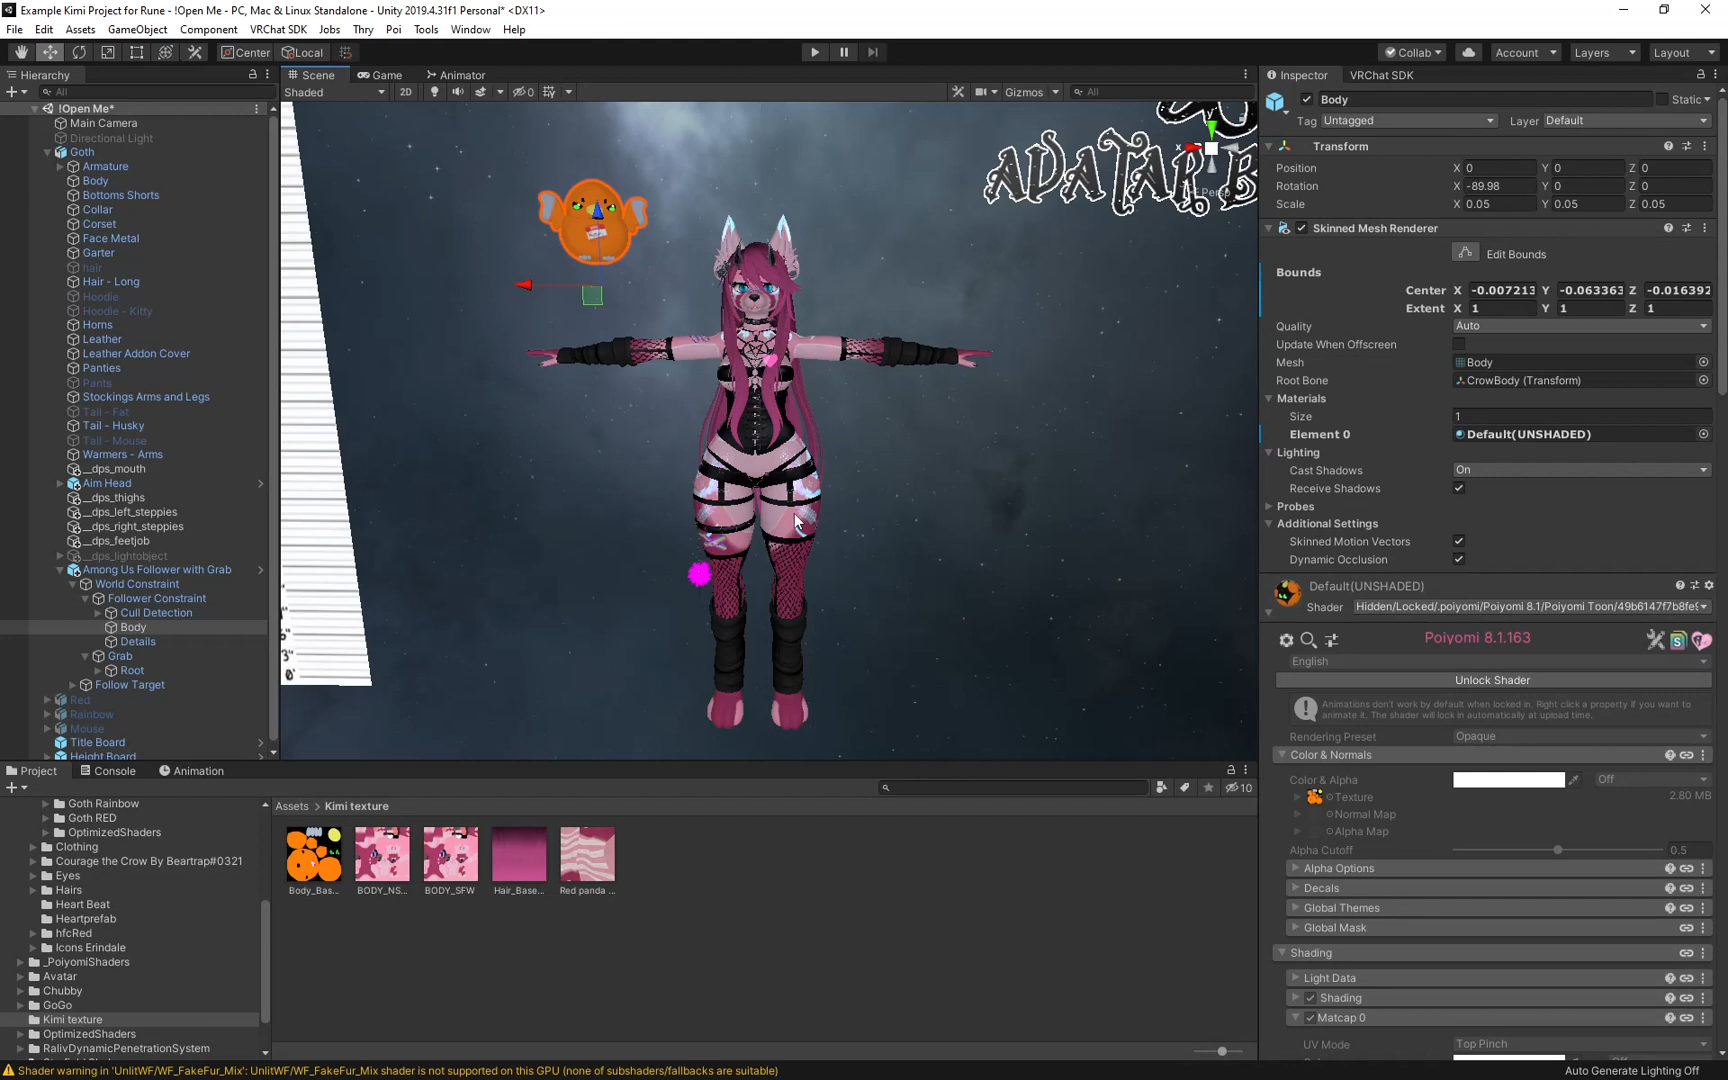 Example Kimi Project for Rune - !Open Me - PC, Mac & Linux Standalone - Unity 2019.4.31f1 Personal* <DX11>
File Edit Assets GameObject Component VRChat SDK Jobs Thry Poi Tools Window Help
Center Local Collab Account Layers Layout
Hierarchy
All
!Open Me*
Main Camera
Directional Light
Goth
Armature
Body
Bottoms Shorts
Collar
Corset
Face Metal
Garter
hair
Hair - Long
Hoodie
Hoodie - Kitty
Horns
Leather
Leather Addon Cover
Panties
Pants
Stockings Arms and Legs
Tail - Fat
Tail - Husky
Tail - Mouse
Warmers - Arms
__dps_mouth
Aim Head
__dps_thighs
__dps_left_steppies
__dps_right_steppies
__dps_feetjob
__dps_lightobject
Among Us Follower with Grab
World Constraint
Follower Constraint
Cull Detection
Body
Details
Grab
Root
Follow Target
Red
Rainbow
Mouse
Title Board
Height Board
Scene Game Animator
Shaded 2D 0 Gizmos All
y
x
Persp
3"
0'
Inspector VRChat SDK
Body Static
Tag Untagged Layer Default
Transform
Position X 0 Y 0 Z 0
Rotation X -89.98 Y 0 Z 0
Scale X 0.05 Y 0.05 Z 0.05
Skinned Mesh Renderer
Edit Bounds
Bounds
Center X -0.007213 Y -0.063363 Z -0.016392
Extent X 1 Y 1 Z 1
Quality Auto
Update When Offscreen
Mesh Body
Root Bone CrowBody (Transform)
Materials
Size 1
Element 0 Default(UNSHADED)
Lighting
Cast Shadows On
Receive Shadows
Probes
Additional Settings
Skinned Motion Vectors
Dynamic Occlusion
Default(UNSHADED)
Shader Hidden/Locked/.poiyomi/Poiyomi 8.1/Poiyomi Toon/49b6147f7b8fe9
Poiyomi 8.1.163
English
Unlock Shader
Animations don't work by default when locked in. Right click a property if you want to
animate it. The shader will lock in automatically at upload time.
Rendering Preset Opaque
Color & Normals
Color & Alpha Off
Texture 2.80 MB
Normal Map
Alpha Map
Alpha Cutoff 0.5
Alpha Options
Decals
Global Themes
Global Mask
Shading
Light Data
Shading
Matcap 0
UV Mode Top Pinch
Project Console Animation
10
Goth Rainbow
Goth RED
OptimizedShaders
Clothing
Courage the Crow By Beartrap#0321
Eyes
Hairs
Heart Beat
Heartprefab
hfcRed
Icons Erindale
_PoiyomiShaders
Avatar
Chubby
GoGo
Kimi texture
OptimizedShaders
RalivDynamicPenetrationSystem
Assets > Kimi texture
Body_Bas... BODY_NS... BODY_SFW Hair_Base... Red panda ...
Shader warning in 'UnlitWF/WF_FakeFur_Mix': UnlitWF/WF_FakeFur_Mix shader is not supported on this GPU (none of subshaders/fallbacks are suitable)
Auto Generate Lighting Off